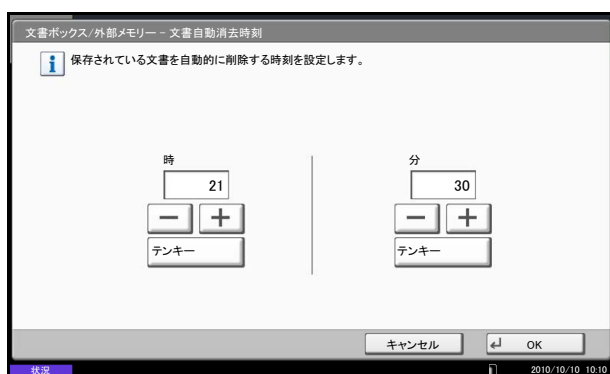 文書ボックス/外部メモリー - 文書自動消去時刻
保存されている文書を自動的に削除する時刻を設定します。
時 分
21 30
テンキー テンキー
キャンセル OK
状況 2010/10/10 10:10